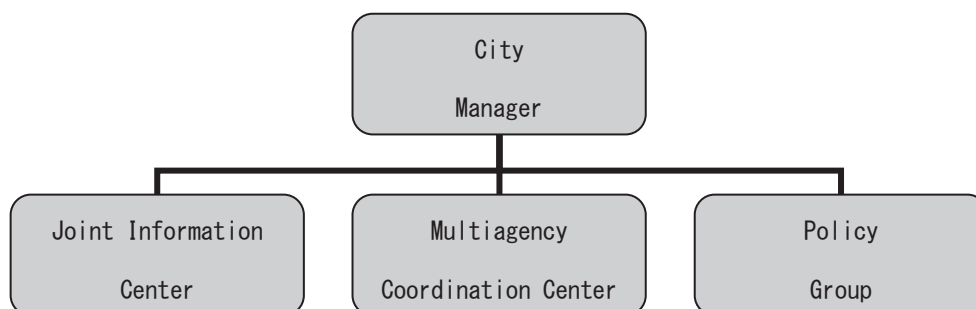 City
Manager
Joint Information
Center
Multiagency
Coordination Center
Policy
Group